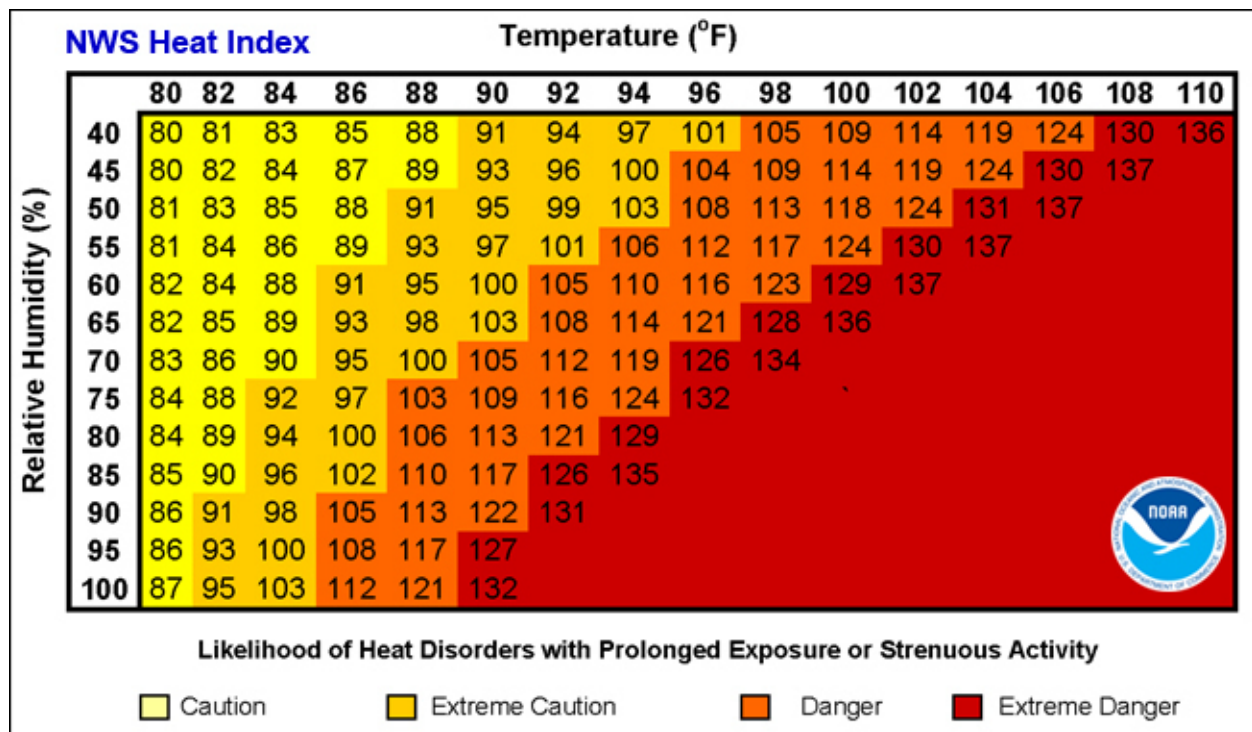 NWS Heat Index
Temperature (°F)
80 82 84 86 88 90 92 94 96 98 100 102 104 106 108 110
Relative Humidity (%)
40 80 81 83 85 88 91 94 97 101 105 109 114 119 124 130 136
45 80 82 84 87 89 93 96 100 104 109 114 119 124 130 137
50 81 83 85 88 91 95 99 103 108 113 118 124 131 137
55 81 84 86 89 93 97 101 106 112 117 124 130 137
60 82 84 88 91 95 100 105 110 116 123 129 137
65 82 85 89 93 98 103 108 114 121 128 136
70 83 86 90 95 100 105 112 119 126 134
75 84 88 92 97 103 109 116 124 132 `
80 84 89 94 100 106 113 121 129
85 85 90 96 102 110 117 126 135
90 86 91 98 105 113 122 131
95 86 93 100 108 117 127
100 87 95 103 112 121 132
NATIONAL OCEANIC AND ATMOSPHERIC ADMINISTRATION
NOAA
U.S. DEPARTMENT OF COMMERCE
Likelihood of Heat Disorders with Prolonged Exposure or Strenuous Activity
Caution Extreme Caution Danger Extreme Danger